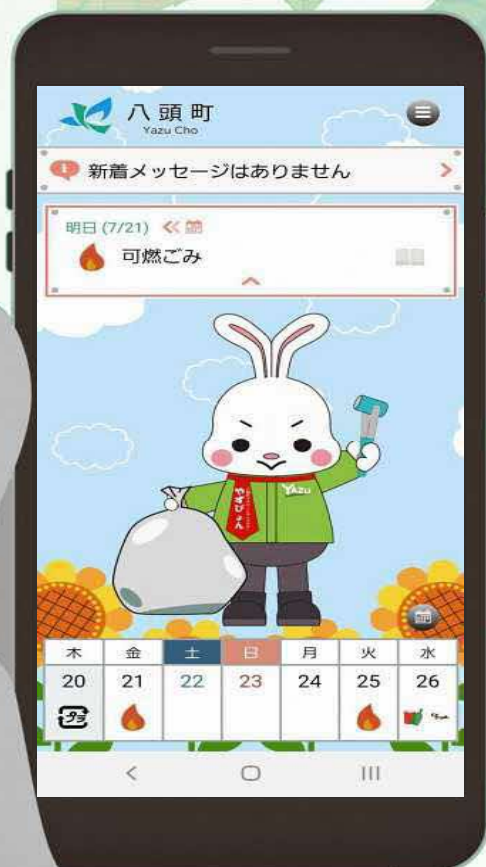 八頭町
Yazu Cho
新着メッセージはありません
明日 (7/21)
可燃ごみ
YAZU
やずぴょん
木 金 土 日 月 火 水
20 21 22 23 24 25 26
プラ